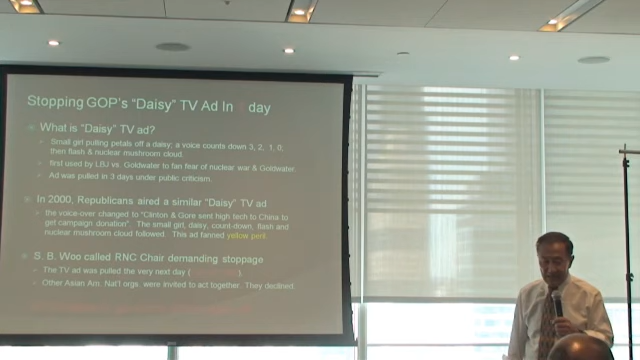 Stopping GOP's "Daisy" TV Ad In day
What is "Daisy" TV ad?
Small girl pulling petals off a daisy; a voice counts down 3, 2, 1, 0,
then flash & nuclear mushroom cloud.
first used by LBJ vs. Goldwater to fan fear of nuclear war & Goldwater.
Ad was pulled in 3 days under public criticism.
In 2000, Republicans aired a similar "Daisy" TV ad
the voice-over changed to "Clinton & Gore sent high tech to China to
get campaign donation". The small girl, daisy, count-down, flash and
nuclear mushroom cloud followed. This ad fanned yellow peril.
S. B. Woo called RNC Chair demanding stoppage
The TV ad was pulled the very next day ( ).
Other Asian Am. Nat'l orgs. were invited to act together. They declined.